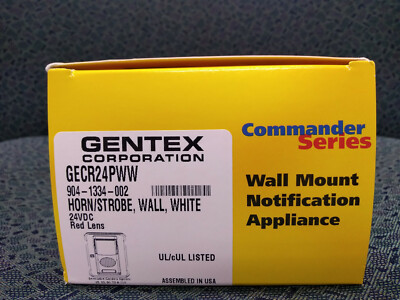 GENTEX
CORPORATION
GECR24PWW
904-1334-002
HORN/STROBE, WALL, WHITE
24VDC
Red Lens
UL/cUL LISTED
ASSEMBLED IN USA
Commander
Series
Wall Mount
Notification
Appliance